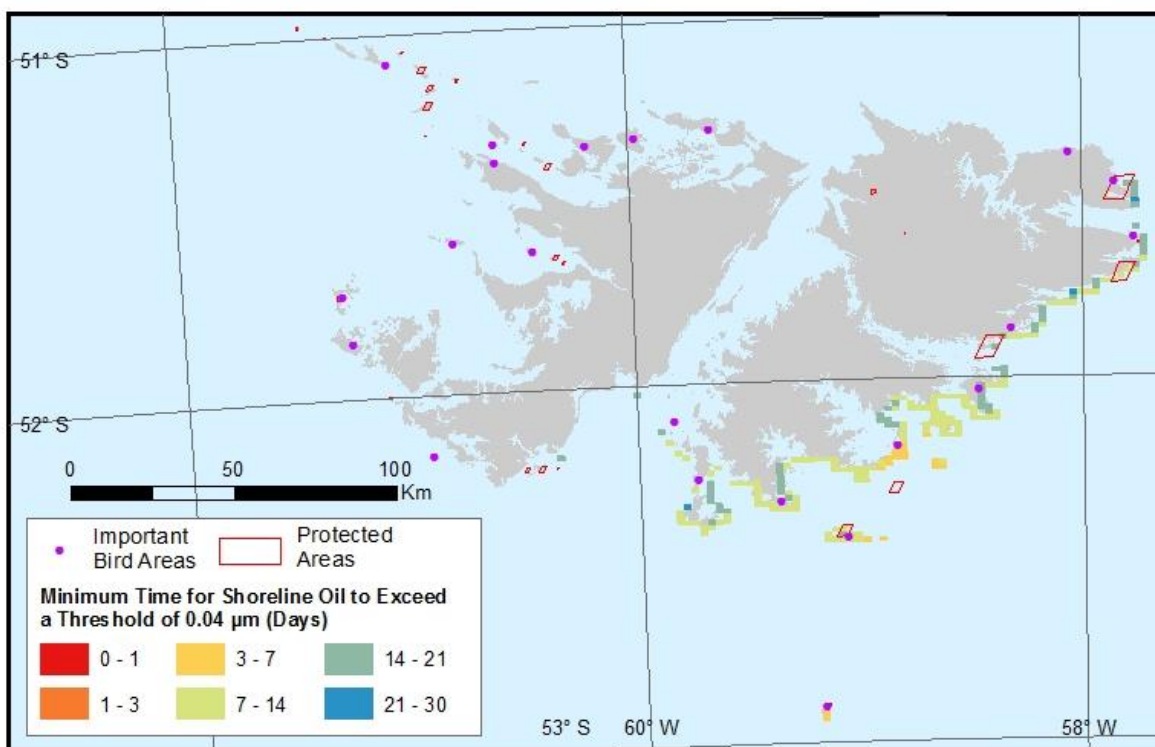 51° S
52° S
0 50 100
Km
53° S 60° W 58° W
Important
Bird Areas
Protected
Areas
Minimum Time for Shoreline Oil to Exceed
a Threshold of 0.04 µm (Days)
0 - 1 3 - 7 14 - 21
1 - 3 7 - 14 21 - 30